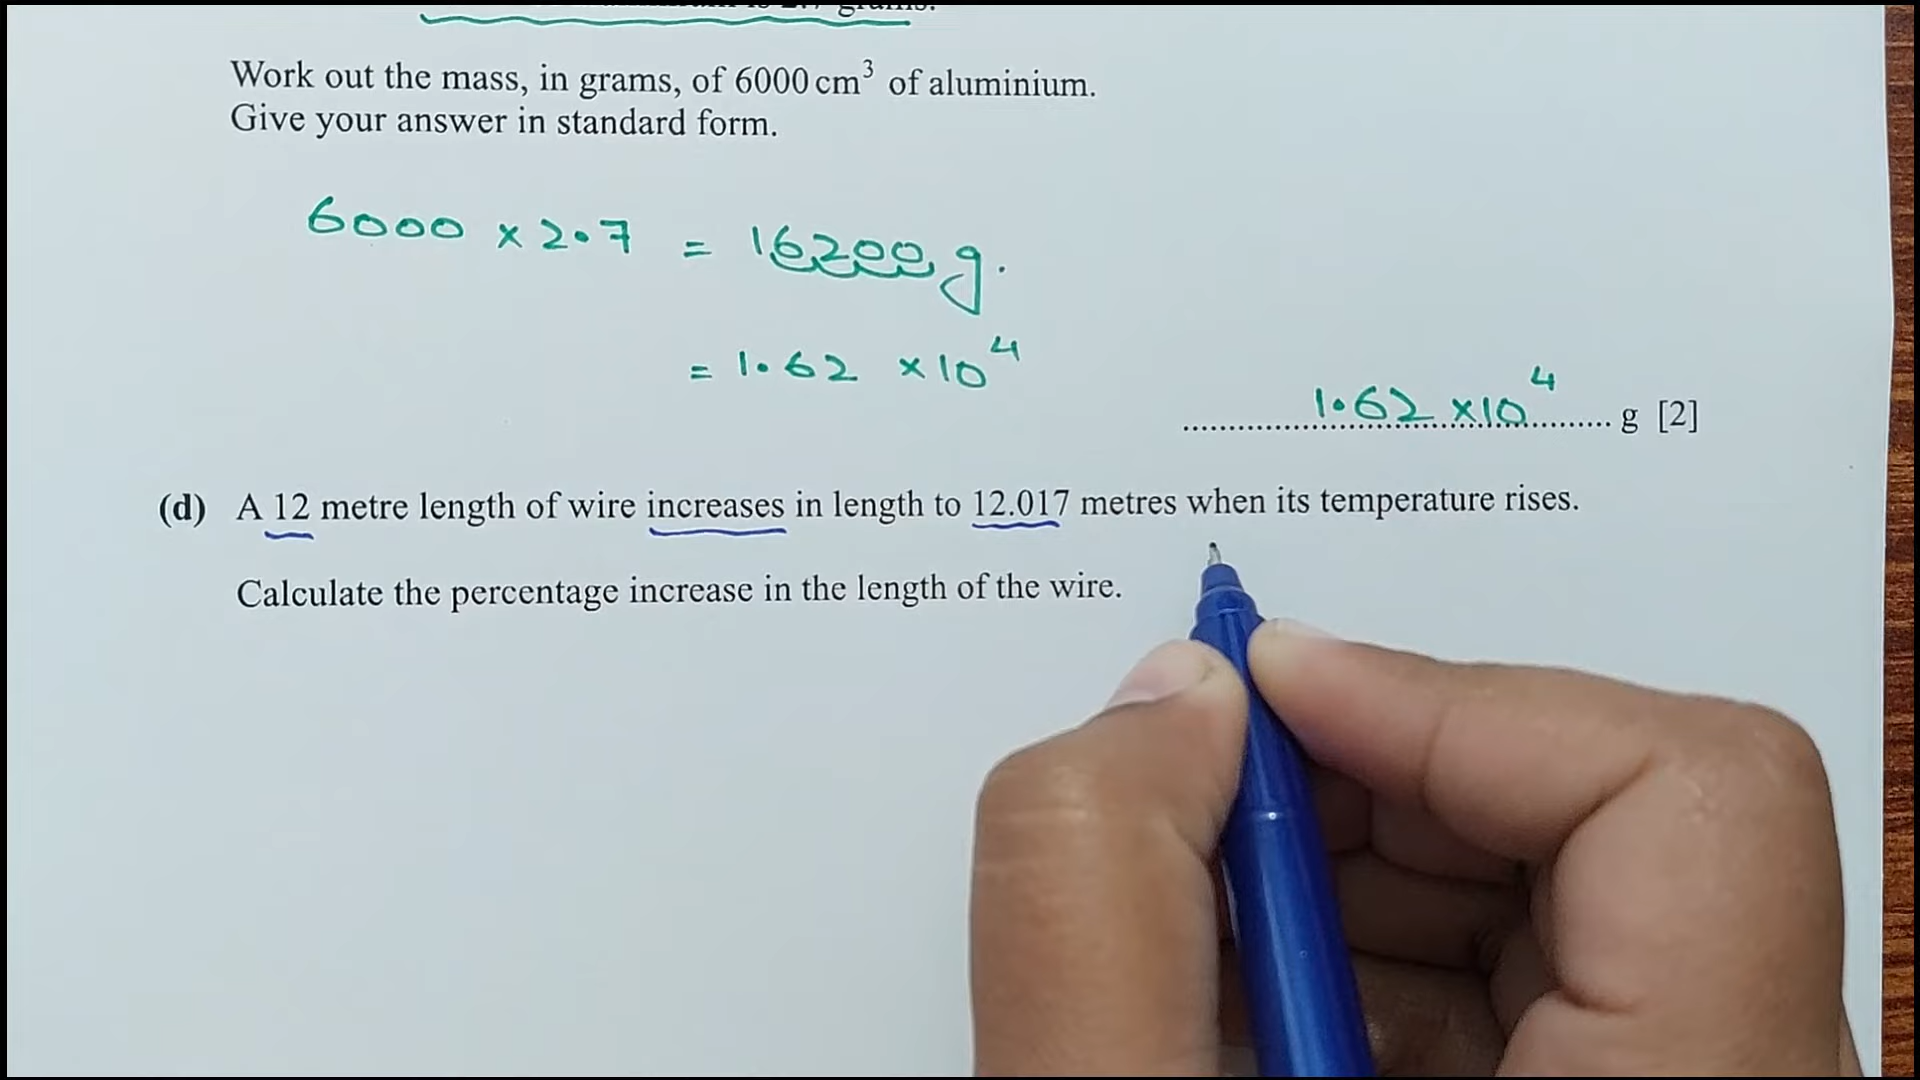 Work out the mass, in grams, of 6000 cm³ of aluminium.
Give your answer in standard form.
6000 × 2.7 = 16200 g.
= 1.62 × 10⁴
1.62 × 10⁴ g [2]
(d) A 12 metre length of wire increases in length to 12.017 metres when its temperature rises.
Calculate the percentage increase in the length of the wire.